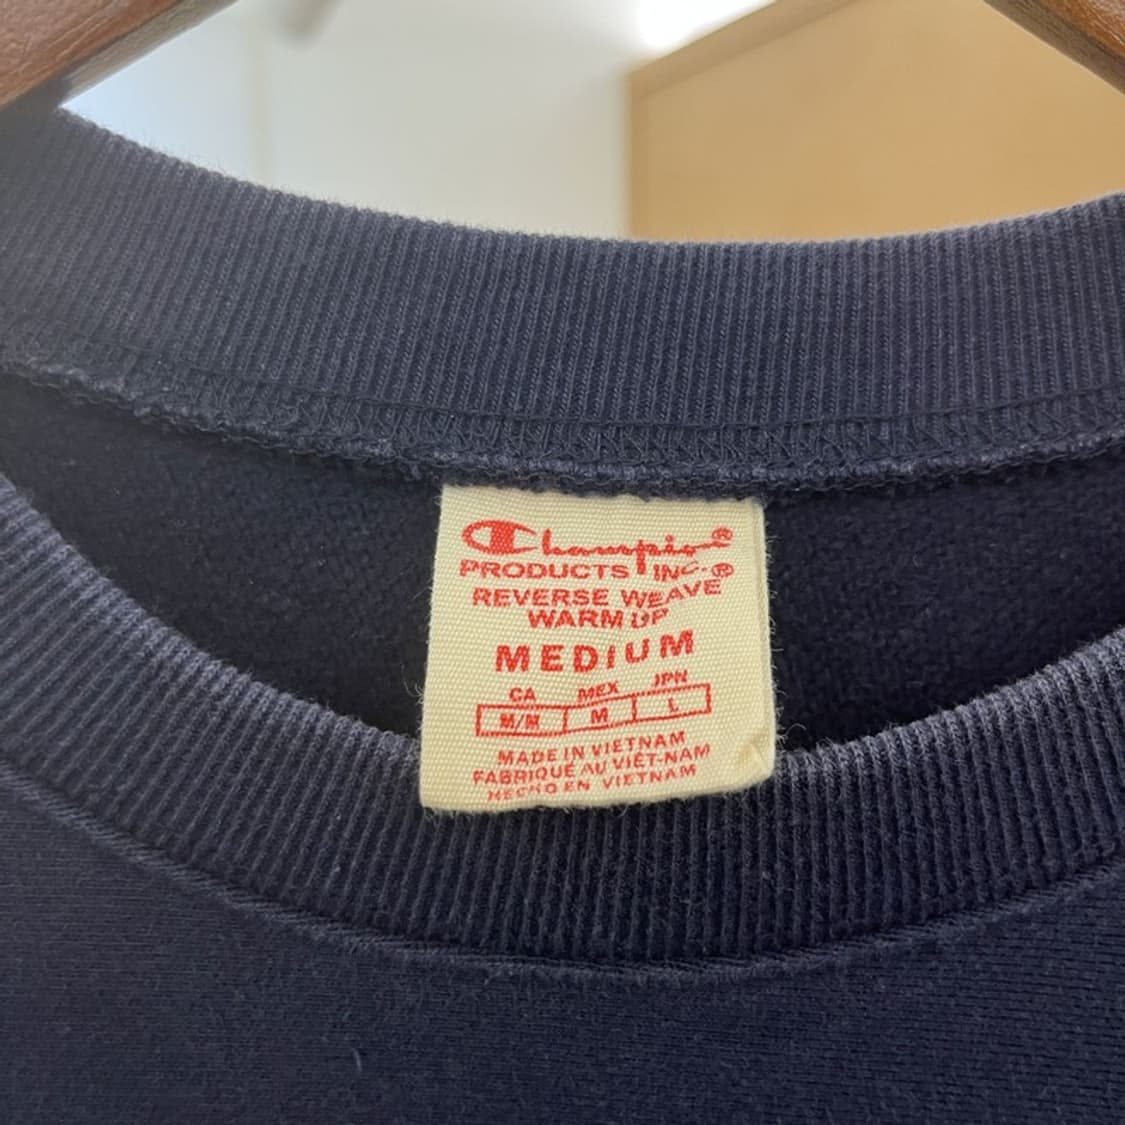 Champion®
PRODUCTS INC.®
REVERSE WEAVE
WARM UP
MEDIUM
CA MEX JPN
M/M M L
MADE IN VIETNAM
FABRIQUÉ AU VIÊT-NAM
HECHO EN VIETNAM